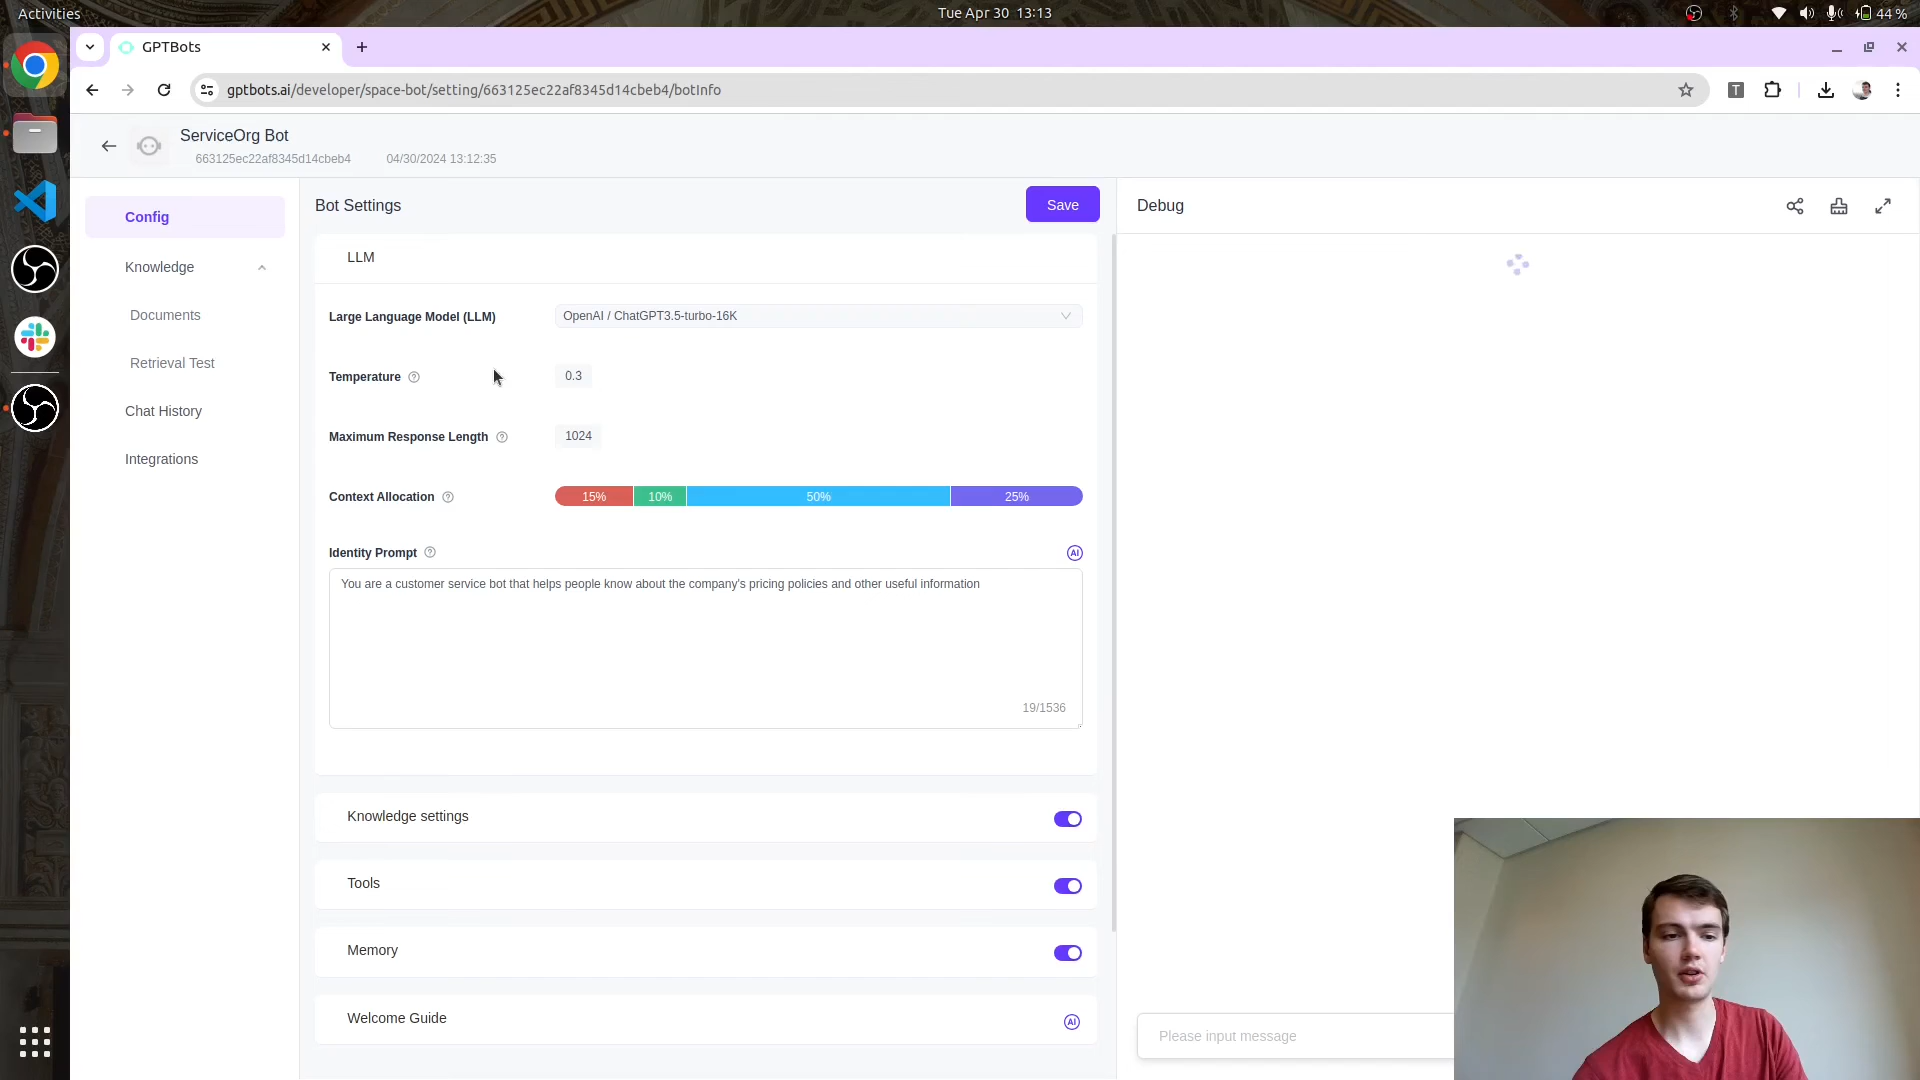 Activities
Tue Apr 30 13:13
44 %
GPTBots
gptbots.ai/developer/space-bot/setting/663125ec22af8345d14cbeb4/botInfo
T
ServiceOrg Bot
663125ec22af8345d14cbeb4 04/30/2024 13:12:35
Config
Knowledge
Documents
Retrieval Test
Chat History
Integrations
Bot Settings
Save
LLM
Large Language Model (LLM)
OpenAI / ChatGPT3.5-turbo-16K
Temperature
0.3
Maximum Response Length
1024
Context Allocation
15% 10% 50% 25%
Identity Prompt
AI
You are a customer service bot that helps people know about the company's pricing policies and other useful information
19/1536
Knowledge settings
Tools
Memory
Welcome Guide
AI
Debug
Please input message